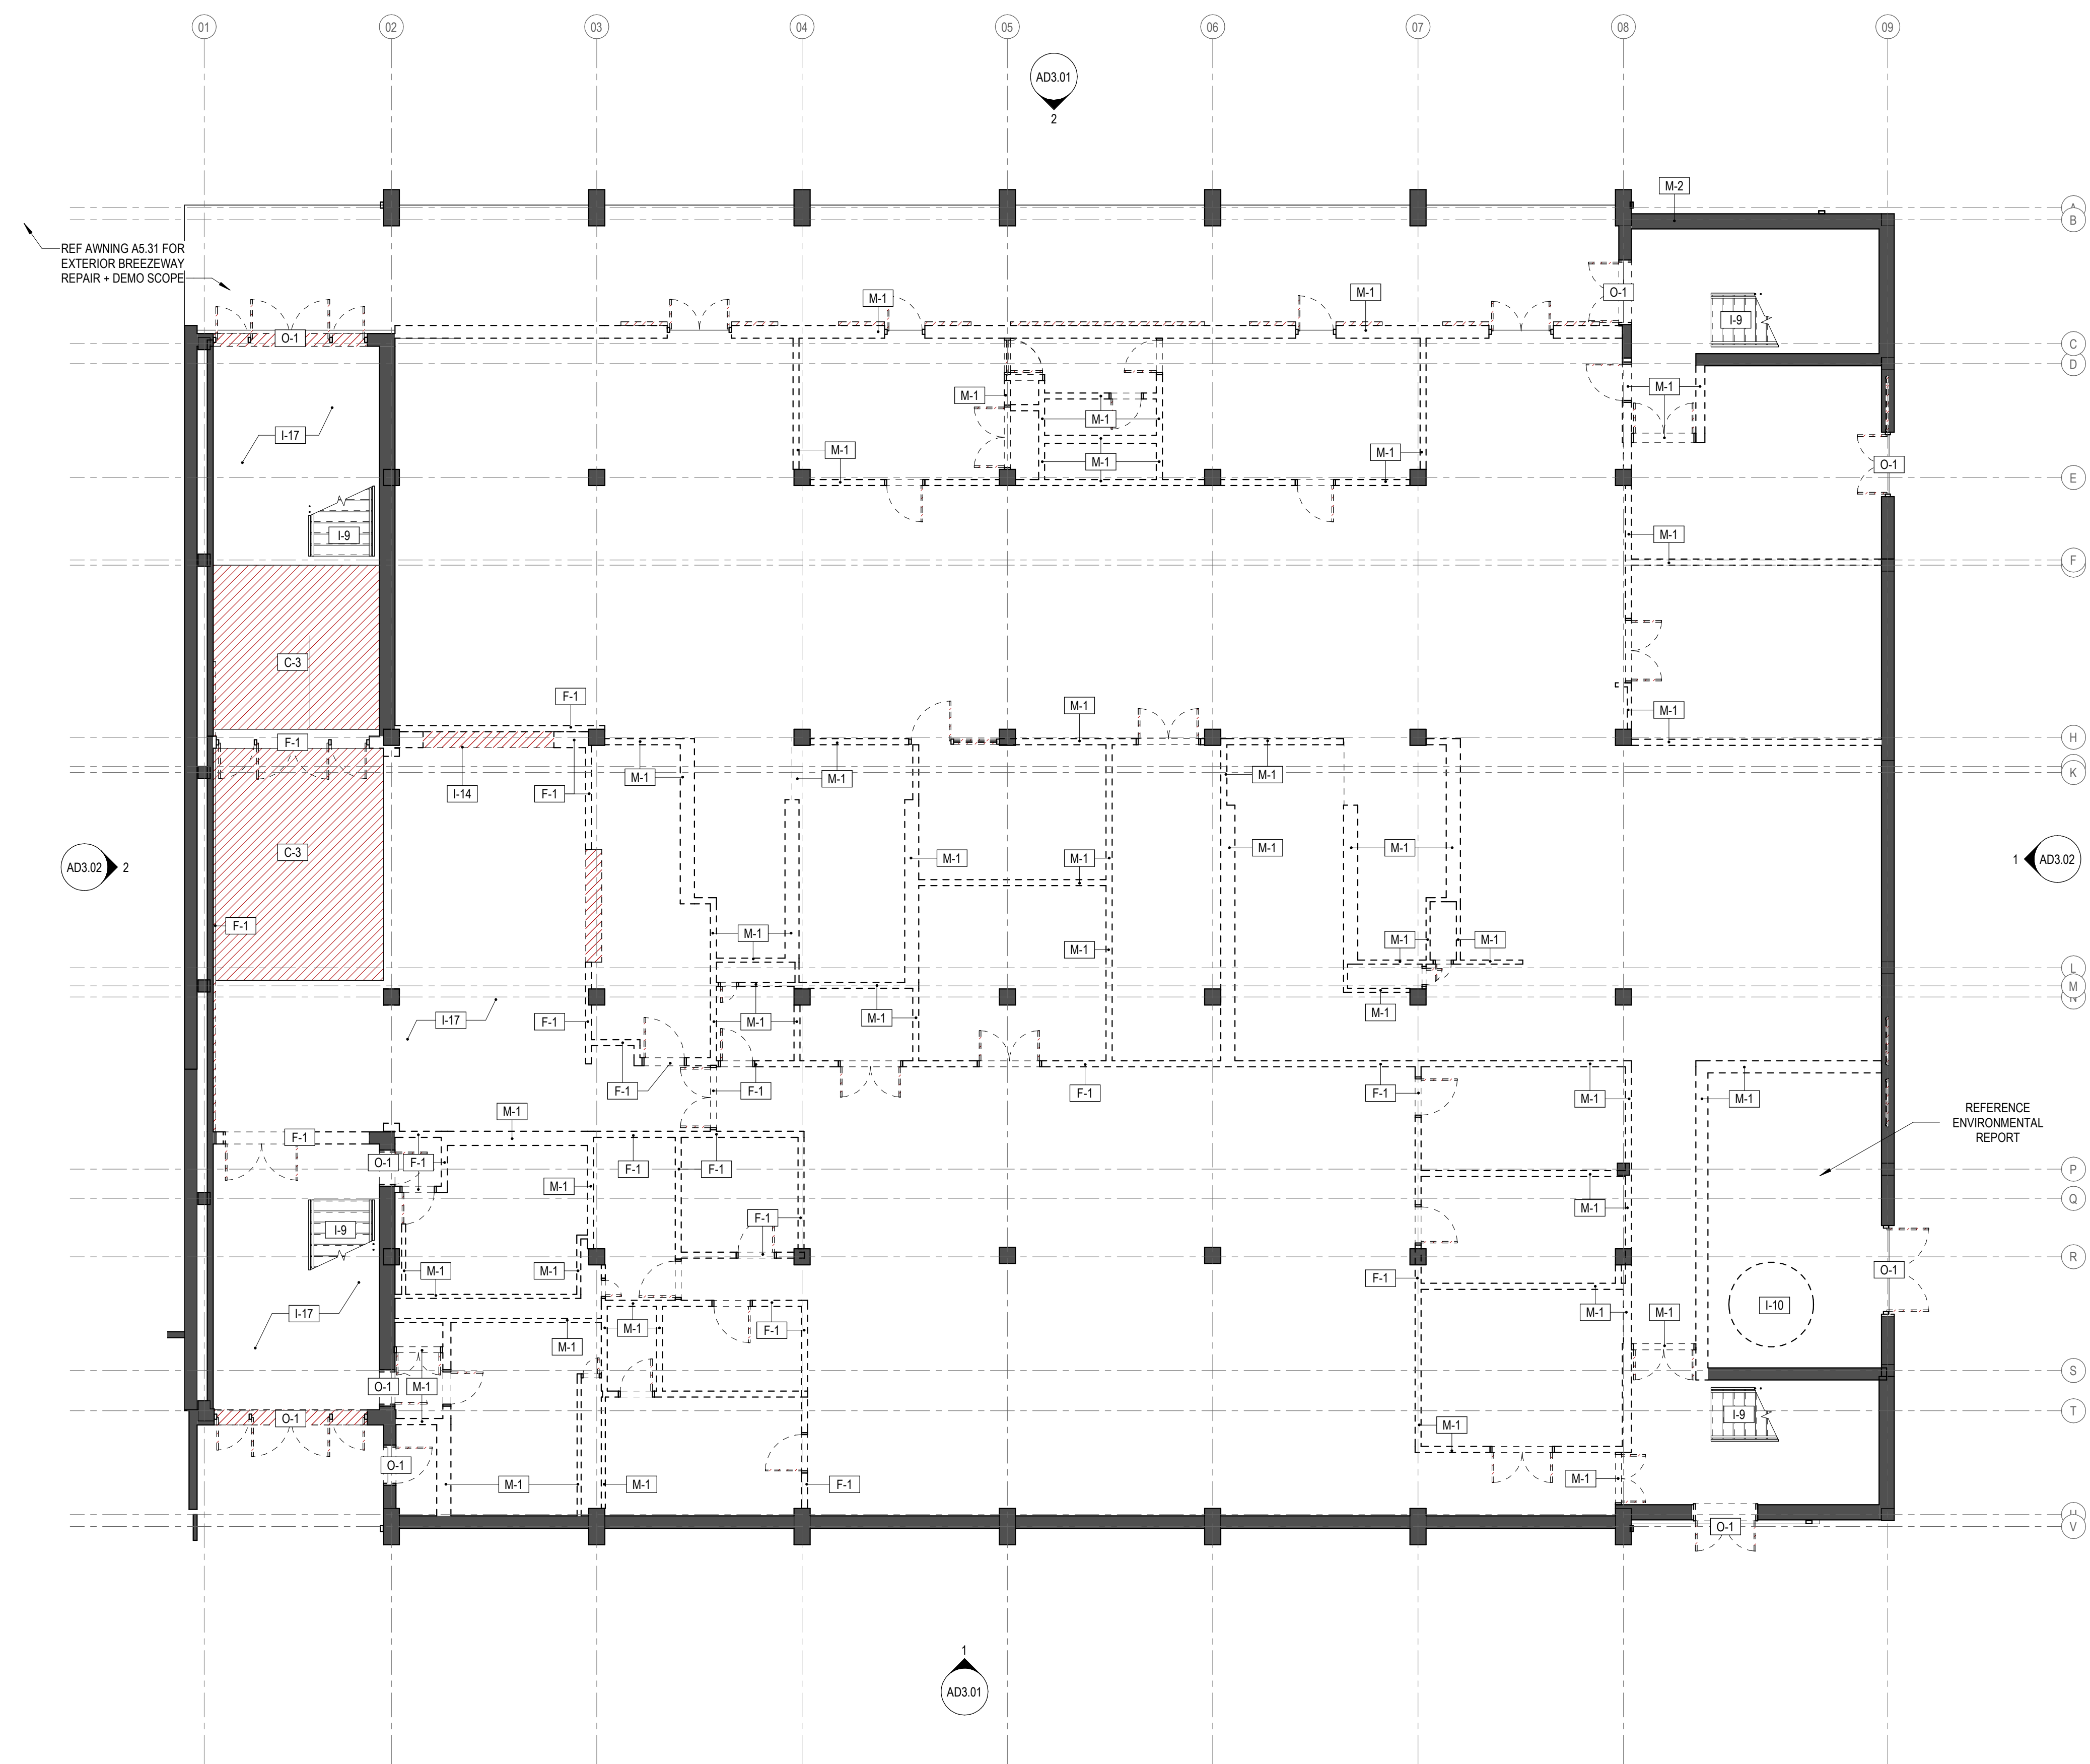 01 02 03 04 05 06 07 08 09
AD3.01
2
M-2
A
B
REF AWNING A5.31 FOR
EXTERIOR BREEZEWAY
REPAIR + DEMO SCOPE
O-1
M-1
M-1
O-1
I-9
C
D
M-1
M-1
M-1
I-17
M-1
M-1
M-1
O-1
E
I-9
M-1
F
C-3
F-1
M-1
M-1
F-1
H
M-1
M-1
M-1
K
I-14
F-1
C-3
M-1
M-1
M-1
M-1
AD3.02
2
1
AD3.02
F-1
M-1
M-1
M-1
M-1
L
M
N
M-1
I-17
F-1
M-1
M-1
F-1
F-1
F-1
F-1
M-1
M-1
M-1
REFERENCE
ENVIRONMENTAL
REPORT
F-1
O-1
F-1
F-1
F-1
P
M-1
Q
M-1
I-9
F-1
R
M-1
M-1
F-1
O-1
I-17
I-10
M-1
M-1
M-1
F-1
M-1
S
O-1
M-1
O-1
I-9
T
M-1
O-1
M-1
M-1
M-1
F-1
U
V
O-1
1
AD3.01